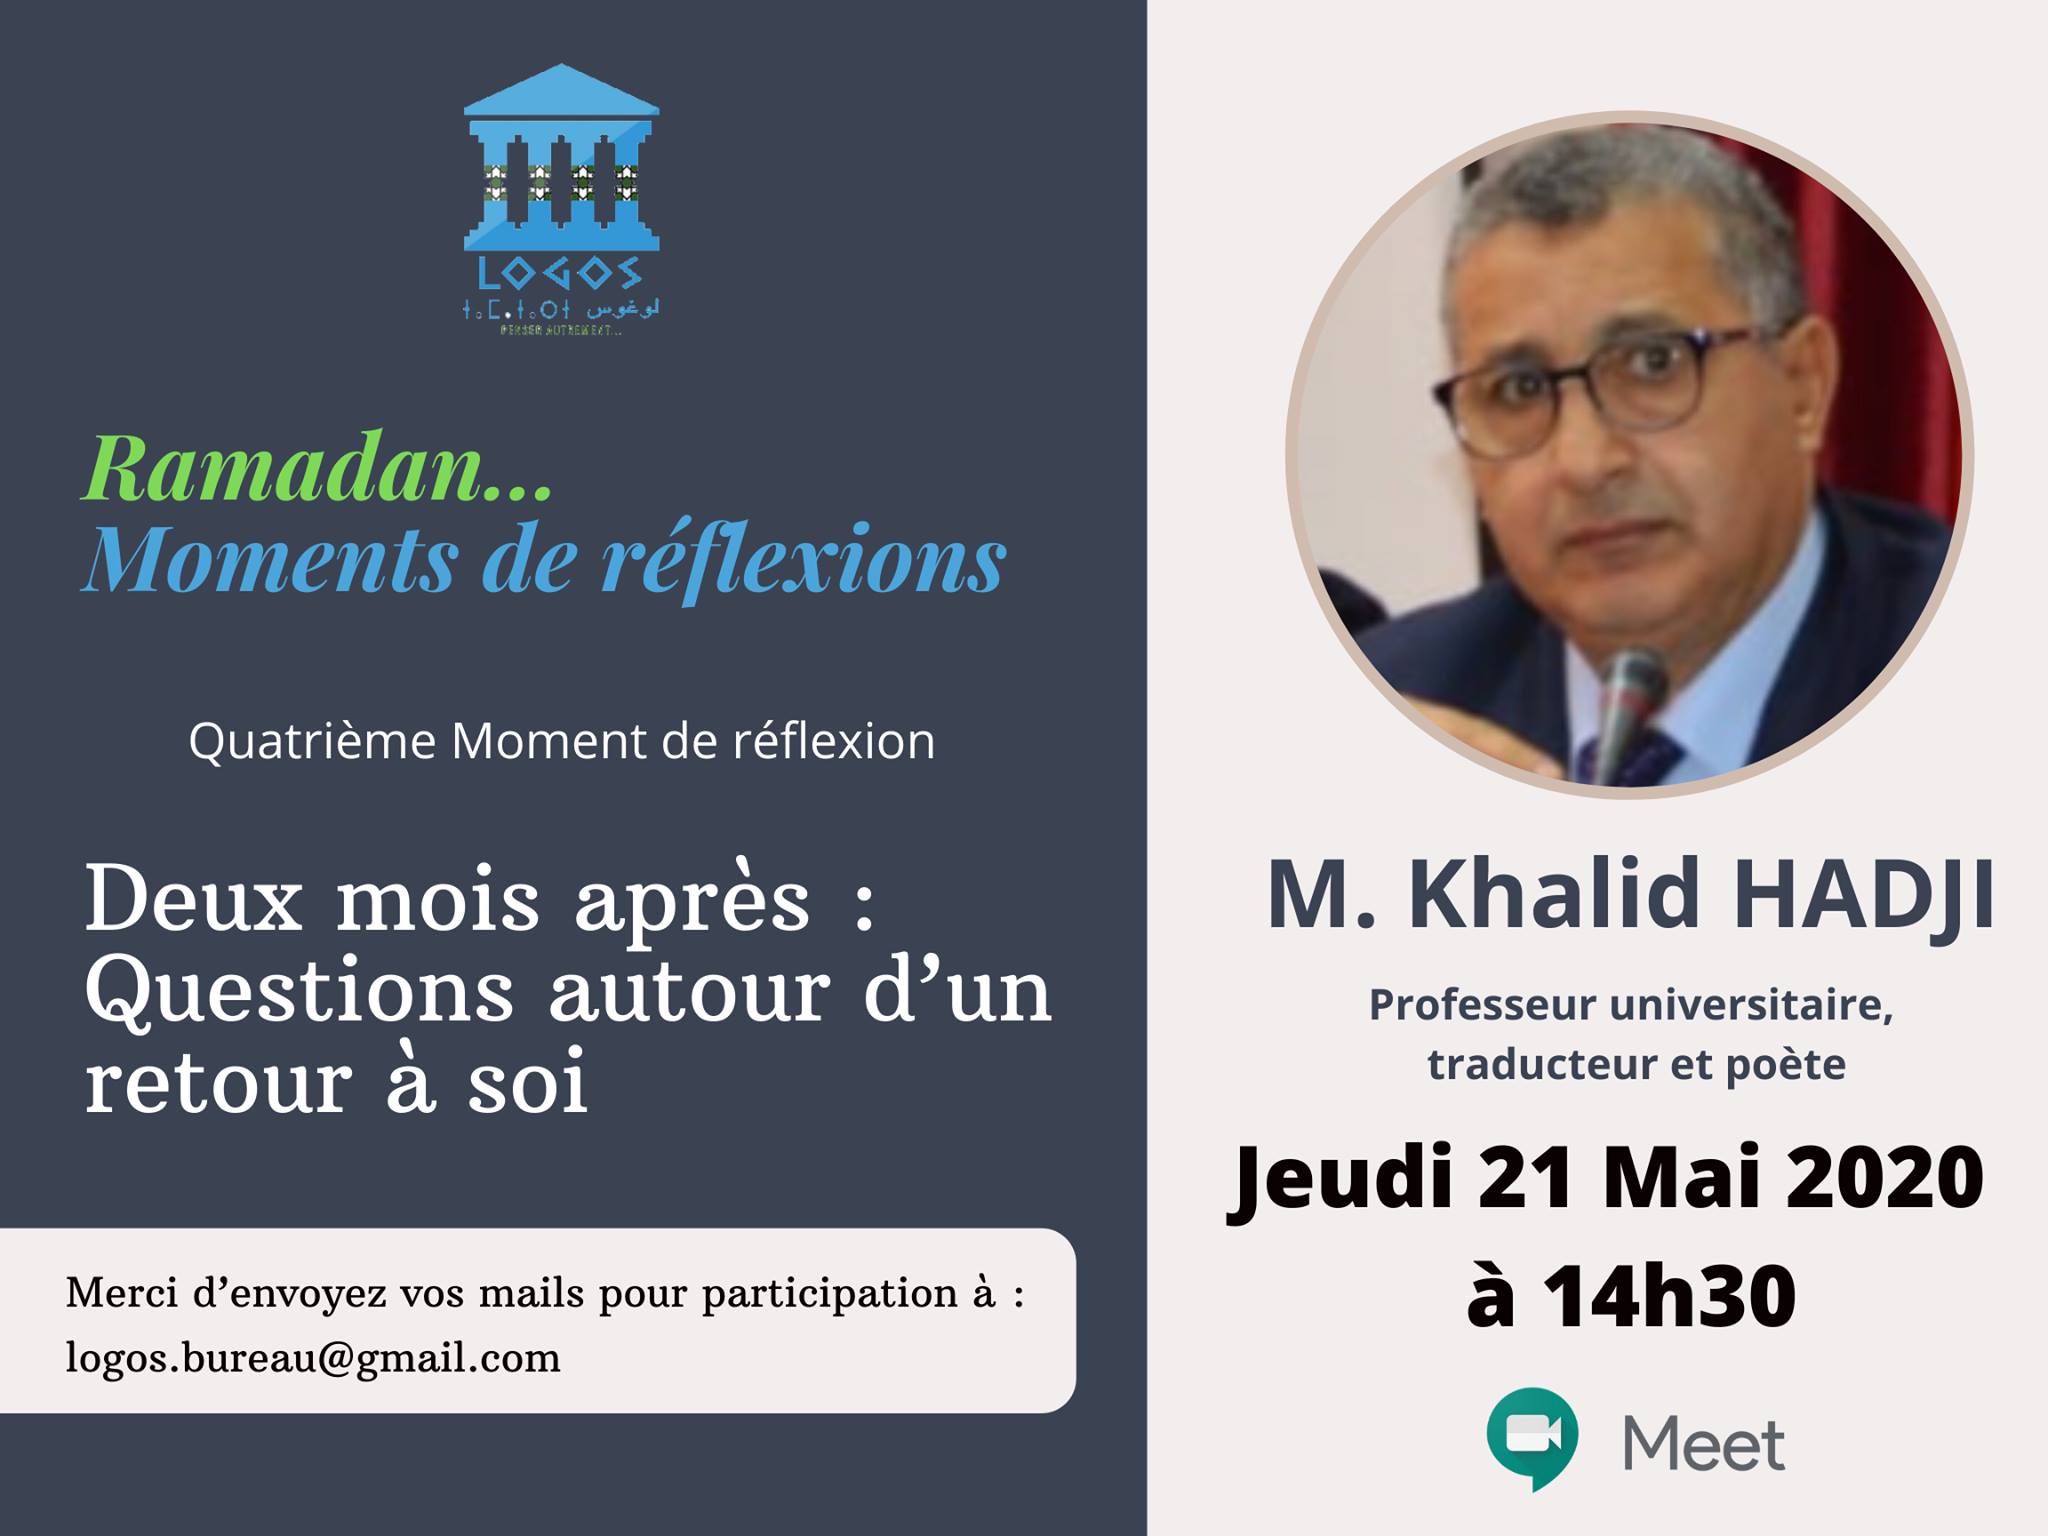 LOGOS
لوغوس
PENSER AUTREMENT...
Ramadan...
Moments de réflexions
Quatrième Moment de réflexion
Deux mois après :
Questions autour d’un
retour à soi
Merci d’envoyez vos mails pour participation à :
logos.bureau@gmail.com
M. Khalid HADJI
Professeur universitaire,
traducteur et poète
Jeudi 21 Mai 2020
à 14h30
Meet